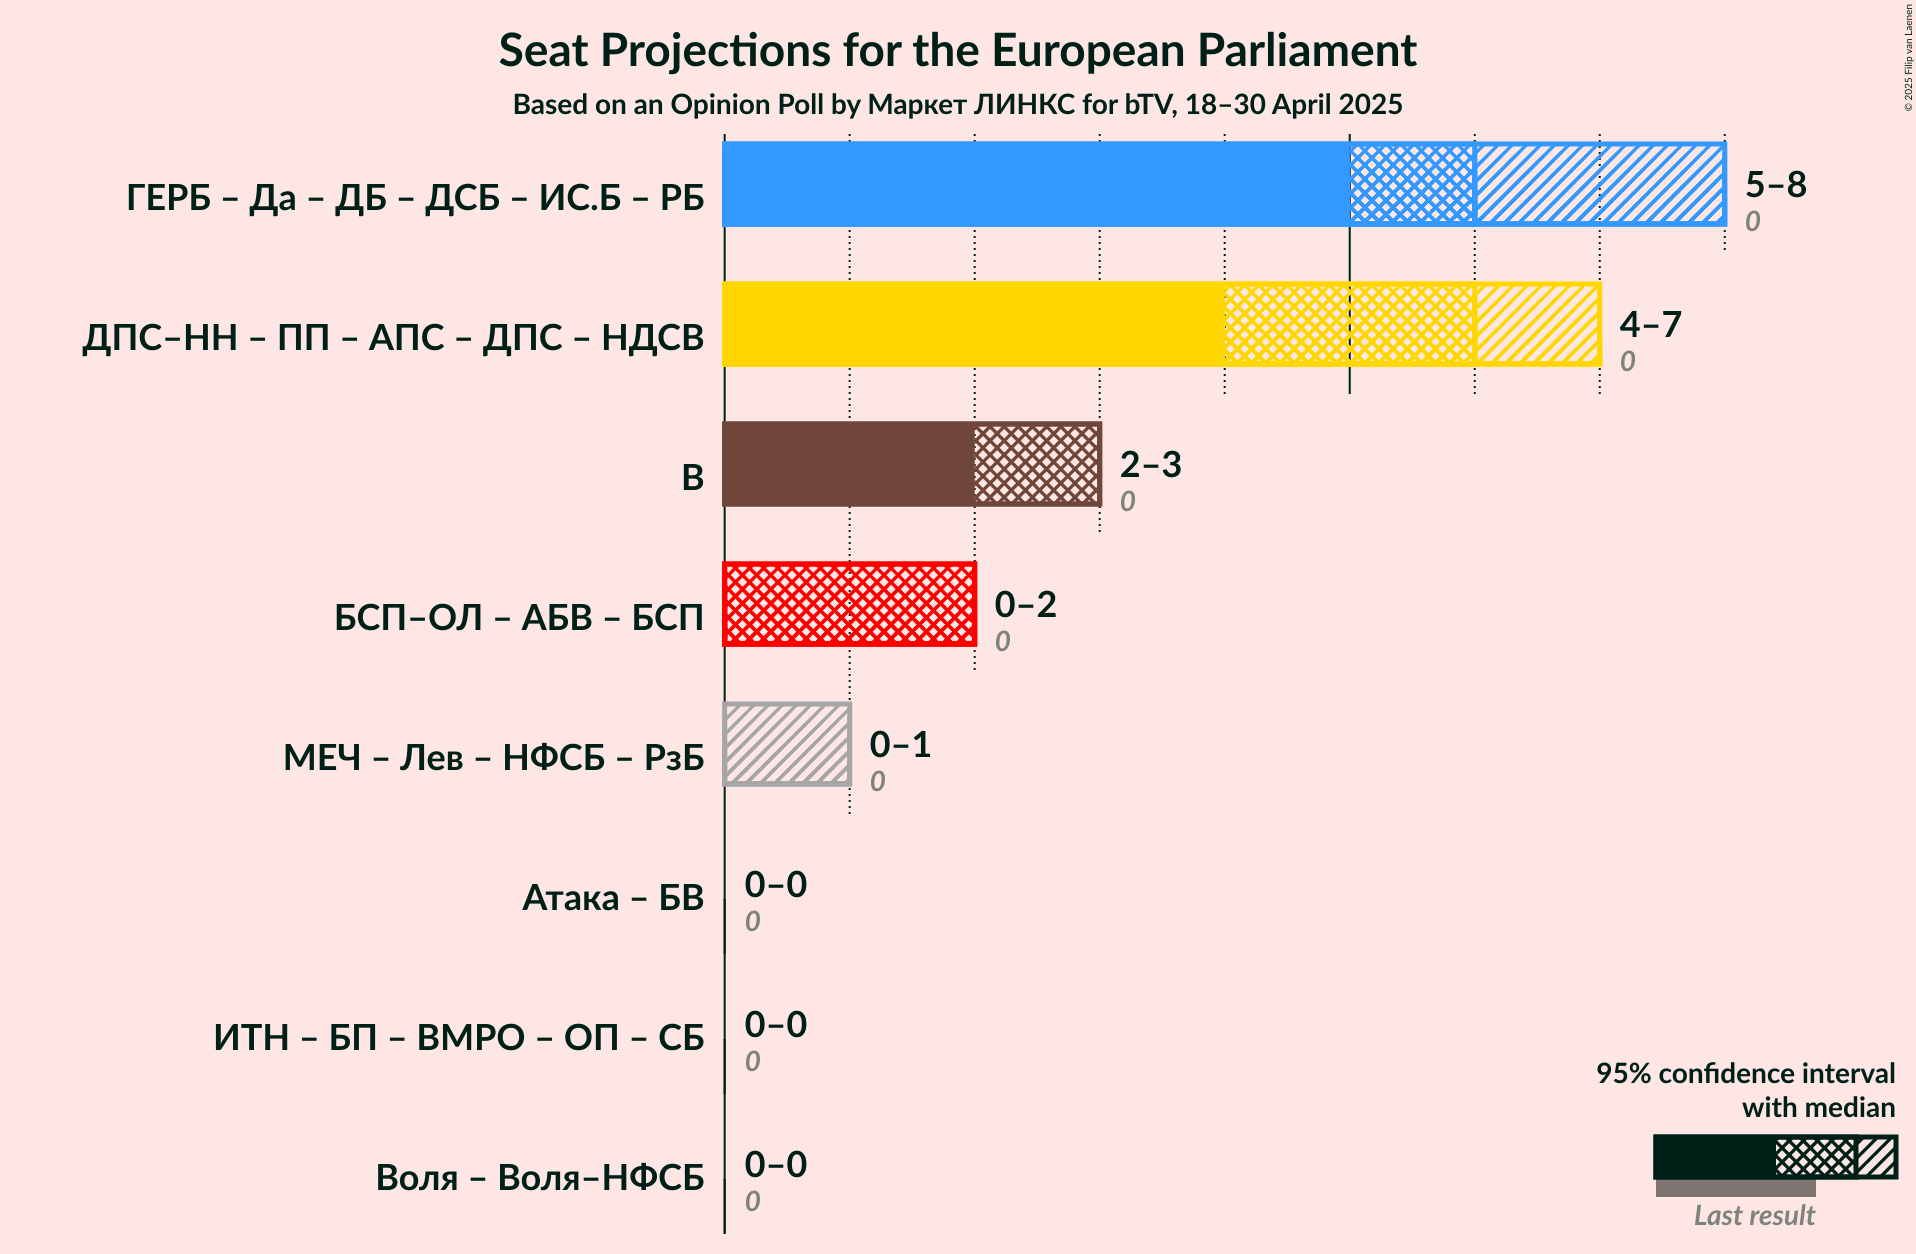 Seat Projections for the European Parliament
Based on an Opinion Poll by Маркет ЛИНКС for bTV, 18–30 April 2025
© 2025 Filip van Laenen
ГЕРБ – Да – ДБ – ДСБ – ИС.Б – РБ
5–8
0
ДПС–НН – ПП – АПС – ДПС – НДСВ
4–7
0
В
2–3
0
БСП–ОЛ – АБВ – БСП
0–2
0
МЕЧ – Лев – НФСБ – РзБ
0–1
0
Атака – БВ
0–0
0
ИТН – БП – ВМРО – ОП – СБ
0–0
0
Воля – Воля–НФСБ
0–0
0
95% confidence interval
with median
Last result